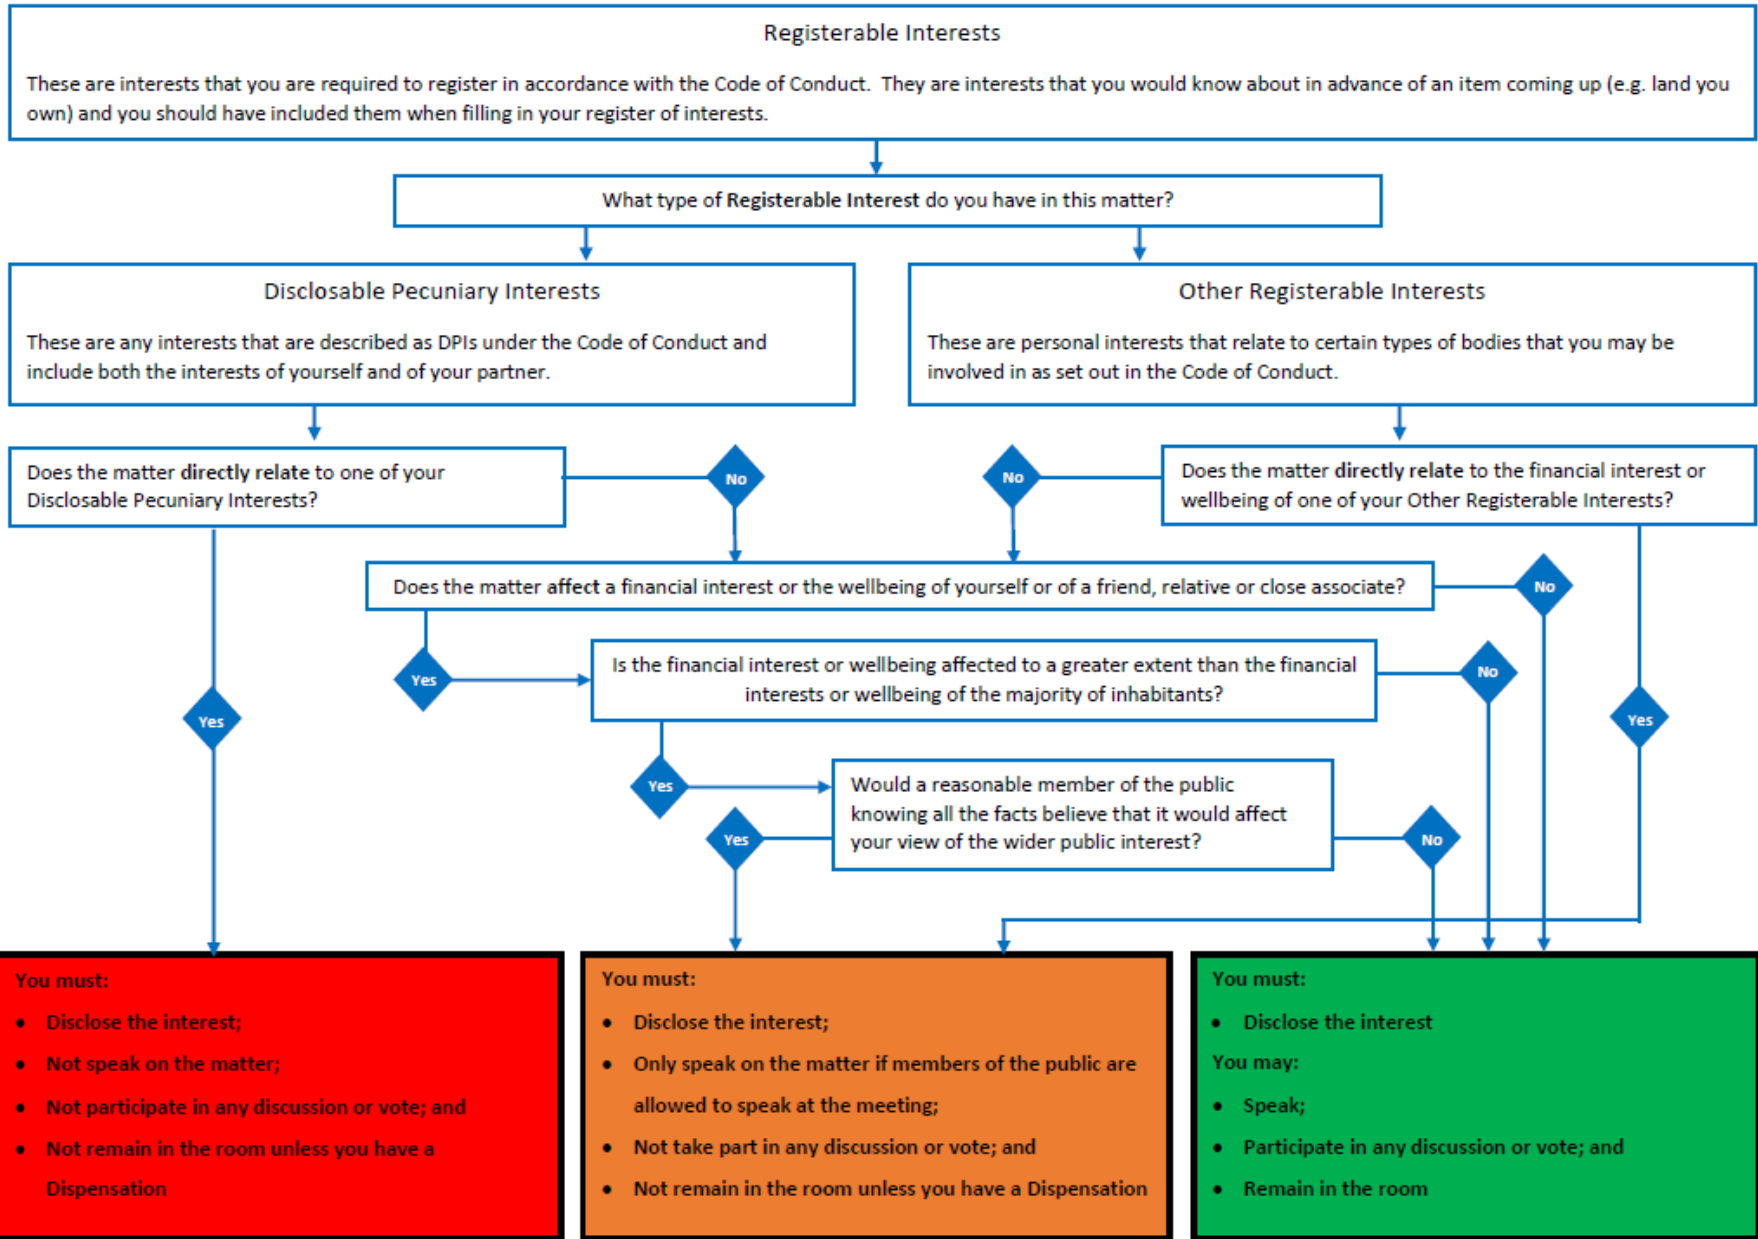 Registerable Interests
These are interests that you are required to register in accordance with the Code of Conduct.  They are interests that you would know about in advance of an item coming up (e.g. land you
own) and you should have included them when filling in your register of interests.
What type of Registerable Interest do you have in this matter?
Disclosable Pecuniary Interests
These are any interests that are described as DPIs under the Code of Conduct and
include both the interests of yourself and of your partner.
Other Registerable Interests
These are personal interests that relate to certain types of bodies that you may be
involved in as set out in the Code of Conduct.
Does the matter directly relate to one of your
Disclosable Pecuniary Interests?
No
No
Does the matter directly relate to the financial interest or
wellbeing of one of your Other Registerable Interests?
Does the matter affect a financial interest or the wellbeing of yourself or of a friend, relative or close associate?
No
Yes
Is the financial interest or wellbeing affected to a greater extent than the financial
interests or wellbeing of the majority of inhabitants?
No
Yes
Yes
Yes
Would a reasonable member of the public
knowing all the facts believe that it would affect
your view of the wider public interest?
Yes
No
You must:
• Disclose the interest;
• Not speak on the matter;
• Not participate in any discussion or vote; and
• Not remain in the room unless you have a
Dispensation
You must:
• Disclose the interest;
• Only speak on the matter if members of the public are
allowed to speak at the meeting;
• Not take part in any discussion or vote; and
• Not remain in the room unless you have a Dispensation
You must:
• Disclose the interest
You may:
• Speak;
• Participate in any discussion or vote; and
• Remain in the room